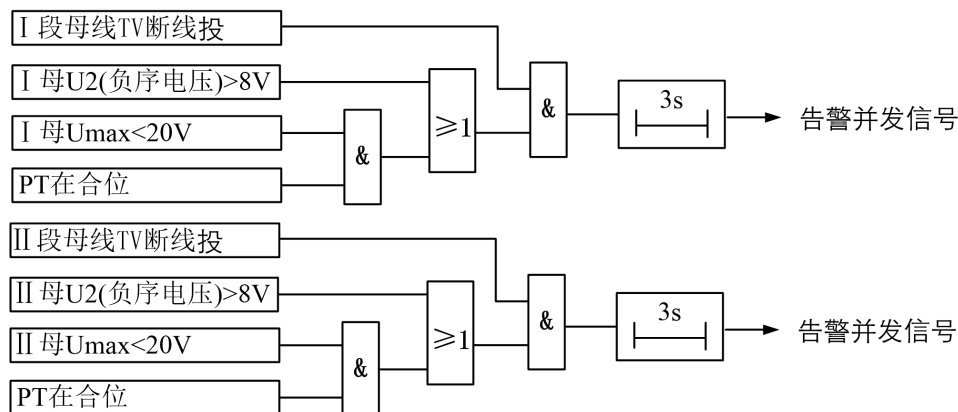 Ⅰ段母线TV断线投
Ⅰ母U2(负序电压)>8V
Ⅰ母Umax<20V
PT在合位
&
≥1
&
3s
告警并发信号
Ⅱ段母线TV断线投
Ⅱ母U2(负序电压)>8V
Ⅱ母Umax<20V
PT在合位
&
≥1
&
3s
告警并发信号